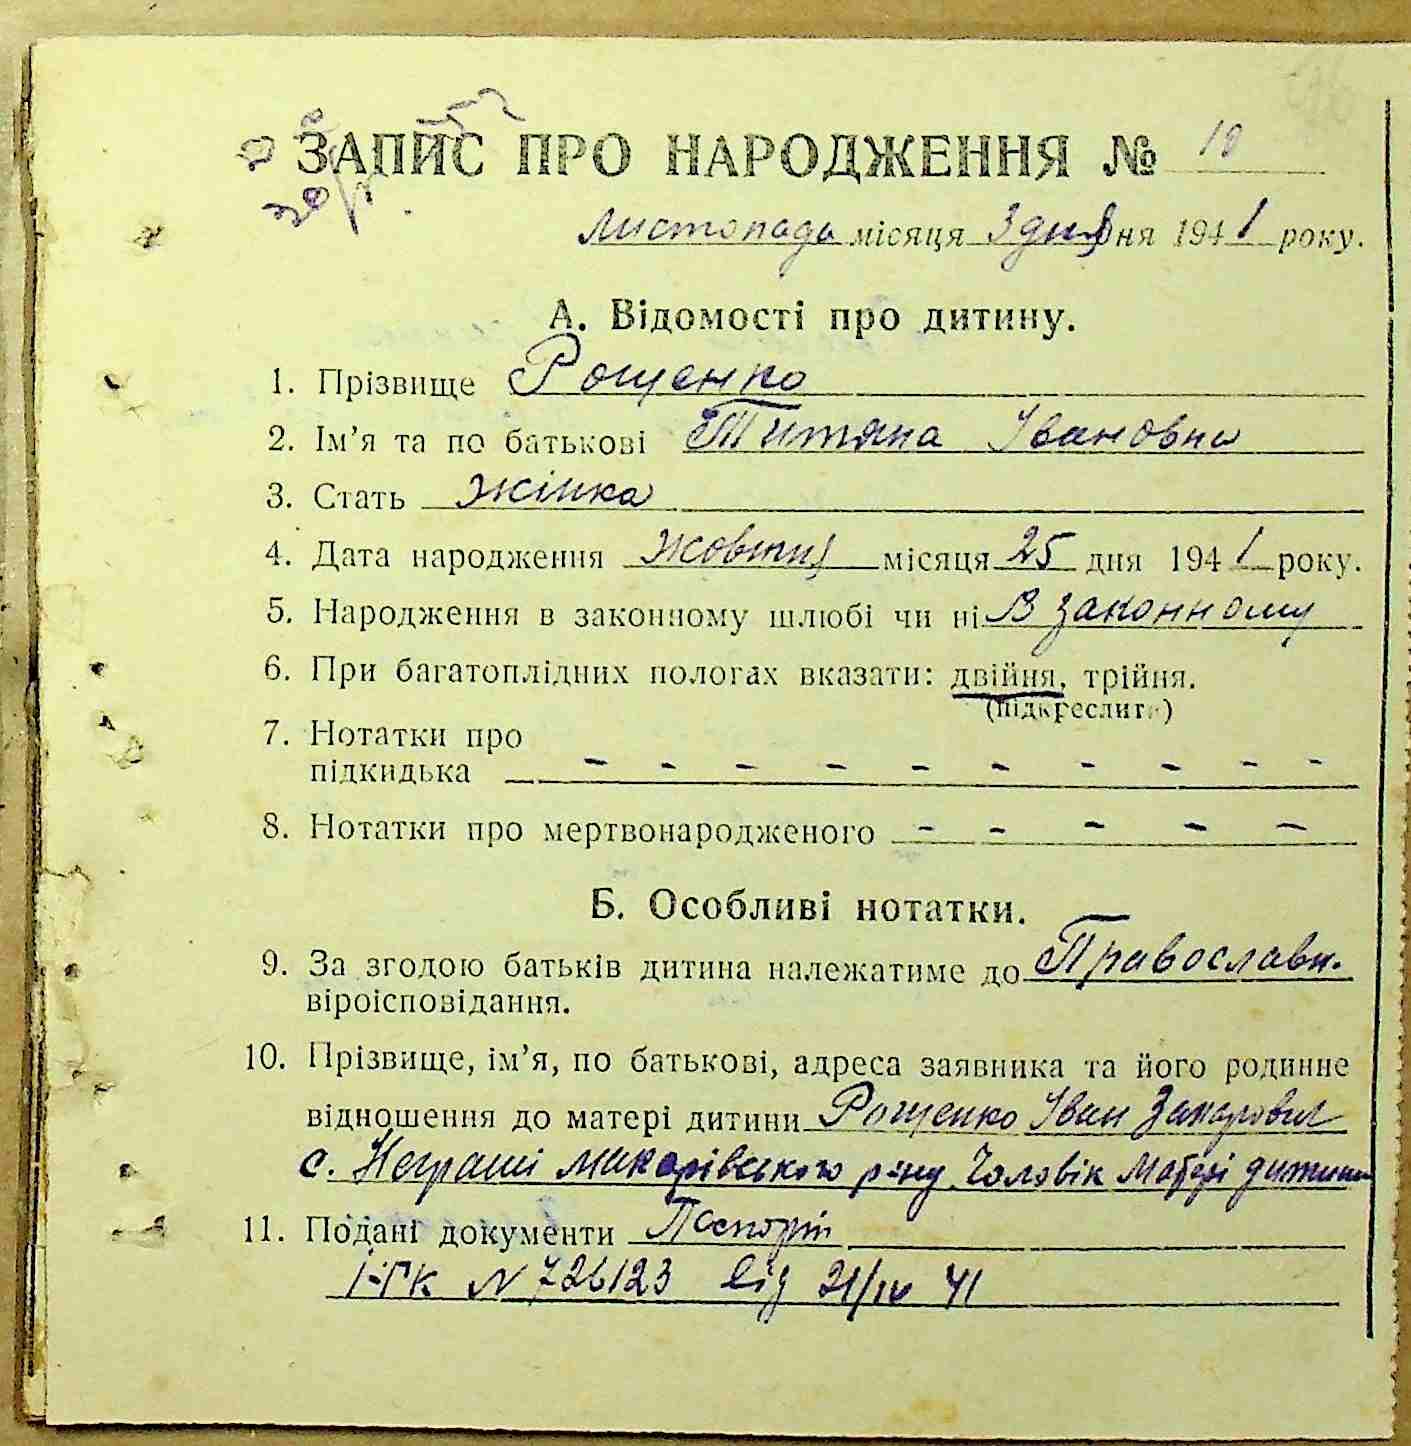 ЗАПИС ПРО НАРОДЖЕННЯ № 10
листопада місяця 3 дня дня 1941 року.
А. Відомості про дитину.
1. Прізвище Рощенко
2. Ім’я та по батькові Титяна Івановна
3. Стать жінка
4. Дата народження жовтня місяця 25 дня 1941 року.
5. Народження в законному шлюбі чи ні В законному
6. При багатоплідних пологах вказати: двійня, трійня.
(підкреслити)
7. Нотатки про
підкидька - - - - - - - - - -
8. Нотатки про мертвонародженого - - - - -
Б. Особливі нотатки.
9. За згодою батьків дитина належатиме до Православн.
віроісповідання.
10. Прізвище, ім’я, по батькові, адреса заявника та його родинне
відношення до матері дитини Рощенко Іван Захарович
с. Неграші Макарівського р-ну. Чоловік Матері дитини
11. Подані документи Паспорт
І-ГК N 726123 від 21/IV 41